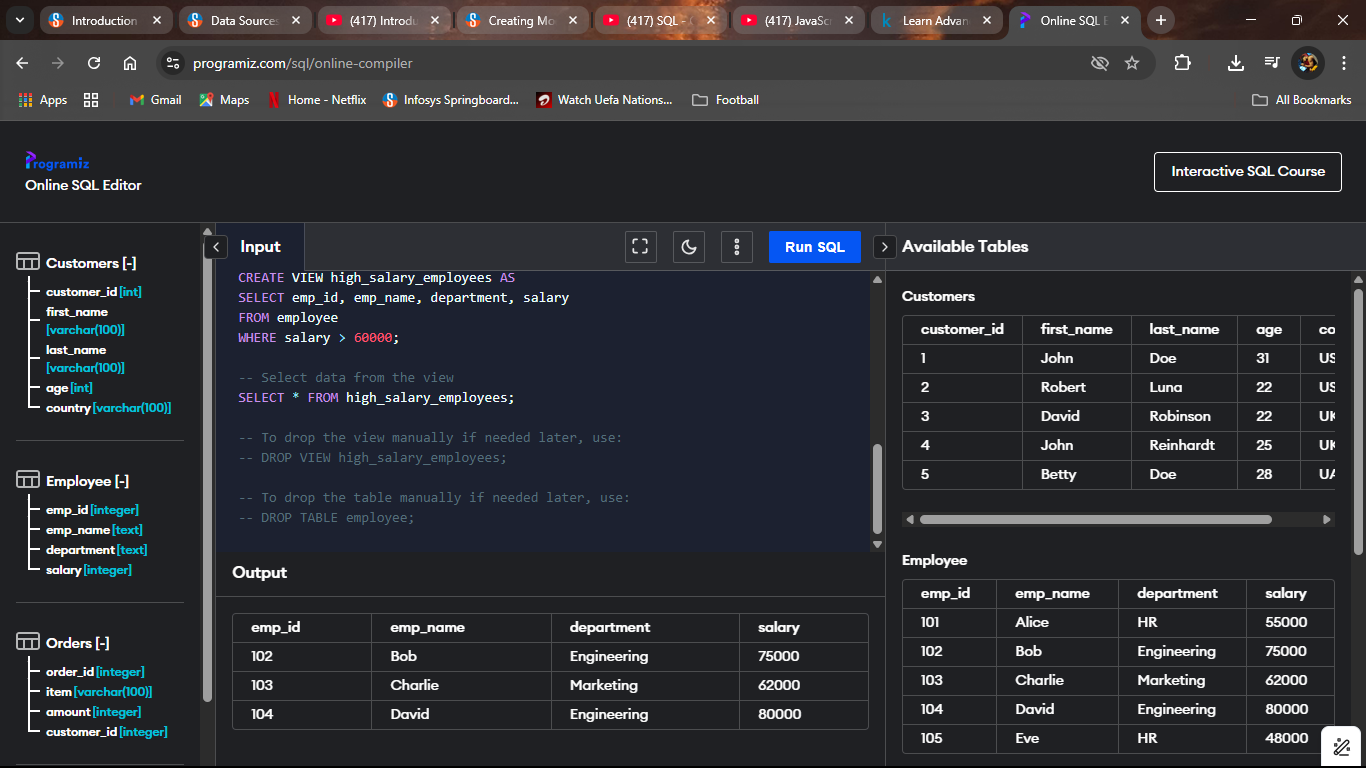 Introduction
Data Sources
(417) Introdu
Creating Mo
(417) SQL - C
(417) JavaScr
Learn Advan
Online SQL E
programiz.com/sql/online-compiler
Apps
Gmail
Maps
Home - Netflix
Infosys Springboard...
Watch Uefa Nations...
Football
All Bookmarks
Programiz
Online SQL Editor
Interactive SQL Course
Customers [-]
customer_id [int]
first_name
[varchar(100)]
last_name
[varchar(100)]
age [int]
country [varchar(100)]
Employee [-]
emp_id [integer]
emp_name [text]
department [text]
salary [integer]
Orders [-]
order_id [integer]
item [varchar(100)]
amount [integer]
customer_id [integer]
Input
Run SQL
CREATE VIEW high_salary_employees AS
SELECT emp_id, emp_name, department, salary
FROM employee
WHERE salary > 60000;
-- Select data from the view
SELECT * FROM high_salary_employees;
-- To drop the view manually if needed later, use:
-- DROP VIEW high_salary_employees;
-- To drop the table manually if needed later, use:
-- DROP TABLE employee;
Output
emp_id emp_name department salary
102 Bob Engineering 75000
103 Charlie Marketing 62000
104 David Engineering 80000
Available Tables
Customers
customer_id first_name last_name age co
1 John Doe 31 US
2 Robert Luna 22 US
3 David Robinson 22 UK
4 John Reinhardt 25 UK
5 Betty Doe 28 UA
Employee
emp_id emp_name department salary
101 Alice HR 55000
102 Bob Engineering 75000
103 Charlie Marketing 62000
104 David Engineering 80000
105 Eve HR 48000